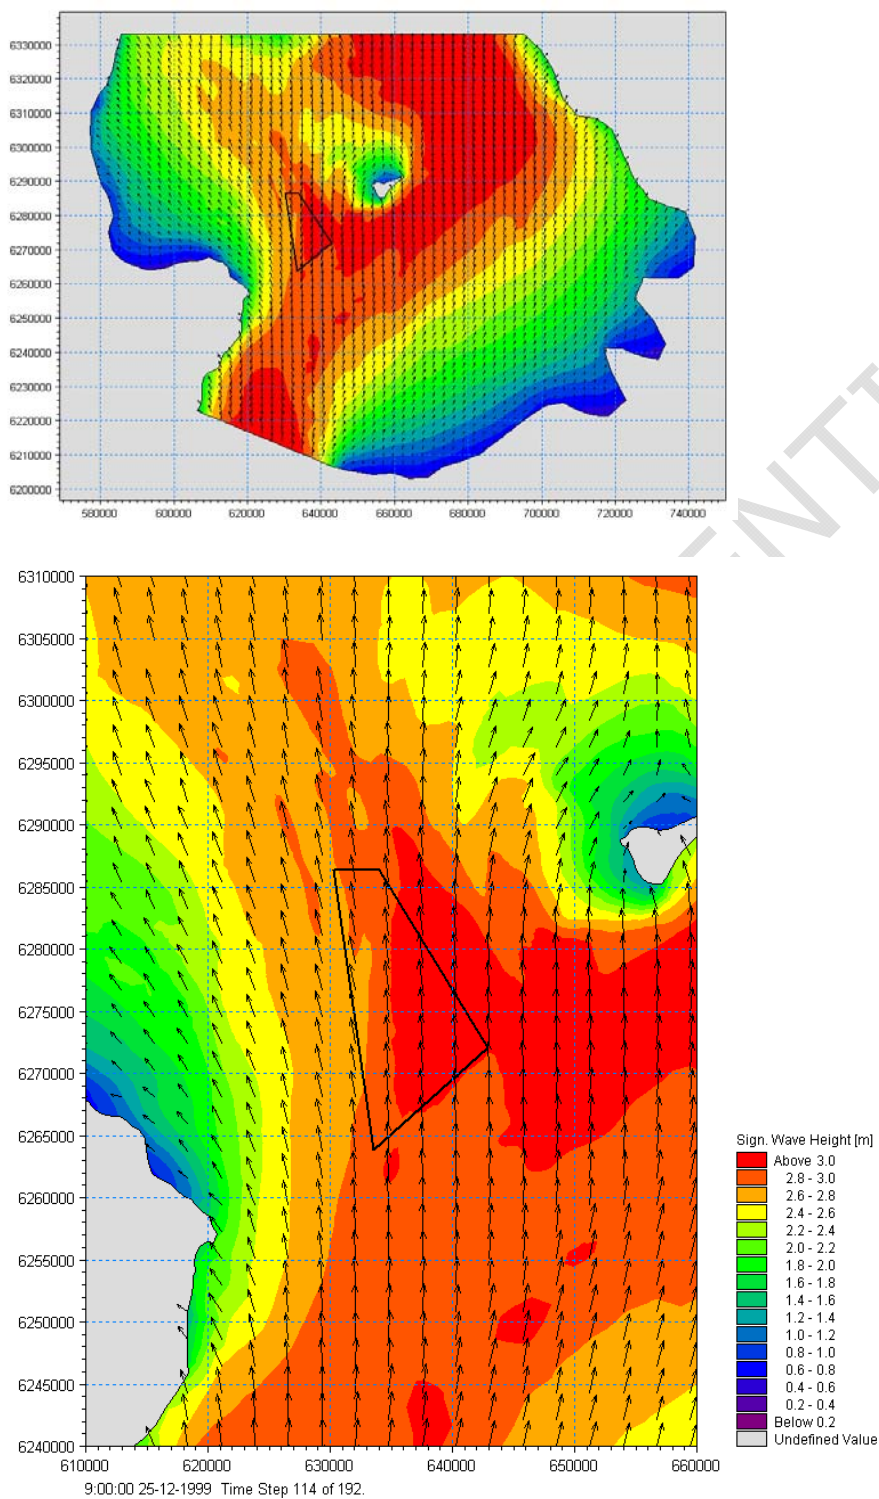 6330000
6320000
6310000
6300000
6290000
6280000
6270000
6260000
6250000
6240000
6230000
6220000
6210000
6200000
580000 600000 620000 640000 660000 680000 700000 720000 740000
6310000
6305000
6300000
6295000
6290000
6285000
6280000
6275000
6270000
6265000
6260000
6255000
6250000
6245000
6240000
610000 620000 630000 640000 650000 660000
9:00:00 25-12-1999 Time Step 114 of 192.
Sign. Wave Height [m]
Above 3.0
2.8 - 3.0
2.6 - 2.8
2.4 - 2.6
2.2 - 2.4
2.0 - 2.2
1.8 - 2.0
1.6 - 1.8
1.4 - 1.6
1.2 - 1.4
1.0 - 1.2
0.8 - 1.0
0.6 - 0.8
0.4 - 0.6
0.2 - 0.4
Below 0.2
Undefined Value